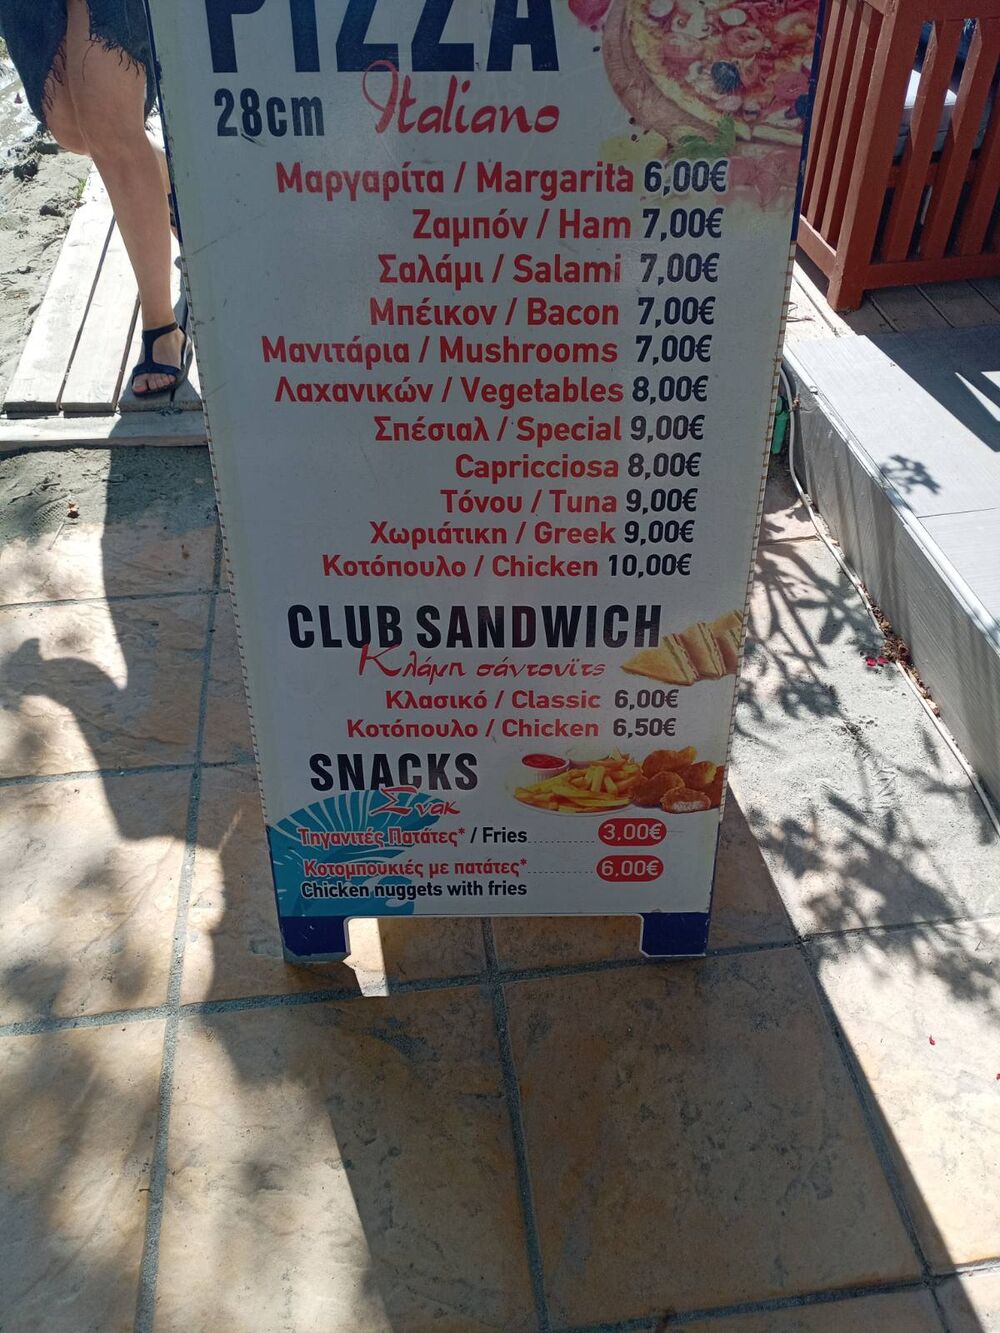 PIZZA
28cm Italiano
Μαργαρίτα / Margarita 6,00€
Ζαμπόν / Ham 7,00€
Σαλάμι / Salami 7,00€
Μπέικον / Bacon 7,00€
Μανιτάρια / Mushrooms 7,00€
Λαχανικών / Vegetables 8,00€
Σπέσιαλ / Special 9,00€
Capricciosa 8,00€
Τόνου / Tuna 9,00€
Χωριάτικη / Greek 9,00€
Κοτόπουλο / Chicken 10,00€
CLUB SANDWICH
Κλάμπ σάντουϊτς
Κλασικό / Classic 6,00€
Κοτόπουλο / Chicken 6,50€
SNACKS
Σνακ
Τηγανιτές Πατάτες* / Fries 3,00€
Κοτομπουκιές με πατάτες* 6,00€
Chicken nuggets with fries